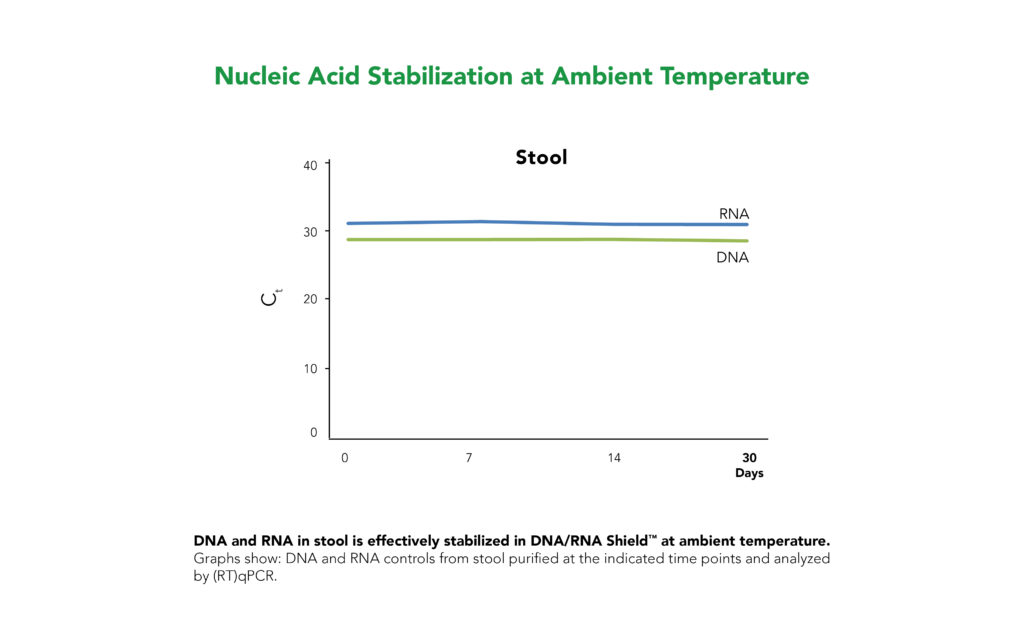 Nucleic Acid Stabilization at Ambient Temperature
Stool
40
30
20
10
0
Ct
RNA
DNA
0 7 14 30
Days
DNA and RNA in stool is effectively stabilized in DNA/RNA Shield™ at ambient temperature.
Graphs show: DNA and RNA controls from stool purified at the indicated time points and analyzed
by (RT)qPCR.